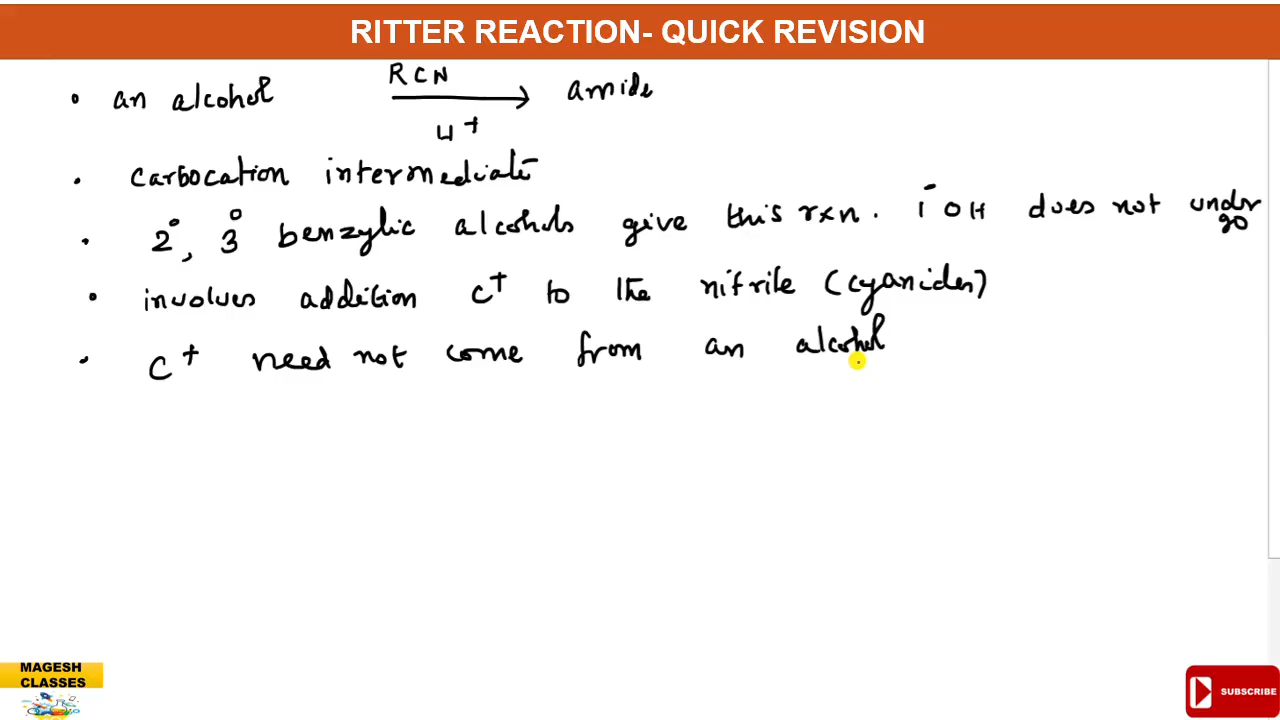 RITTER REACTION- QUICK REVISION
• an alcohol RCN H+ → amide
• carbocation intermediate
• 2°, 3° benzylic alcohols give this rxn. 1° OH does not undergo
• involves addition C+ to the nitrile (cyanides)
• C+ need not come from an alcohol
MAGESH
CLASSES
SUBSCRIBE